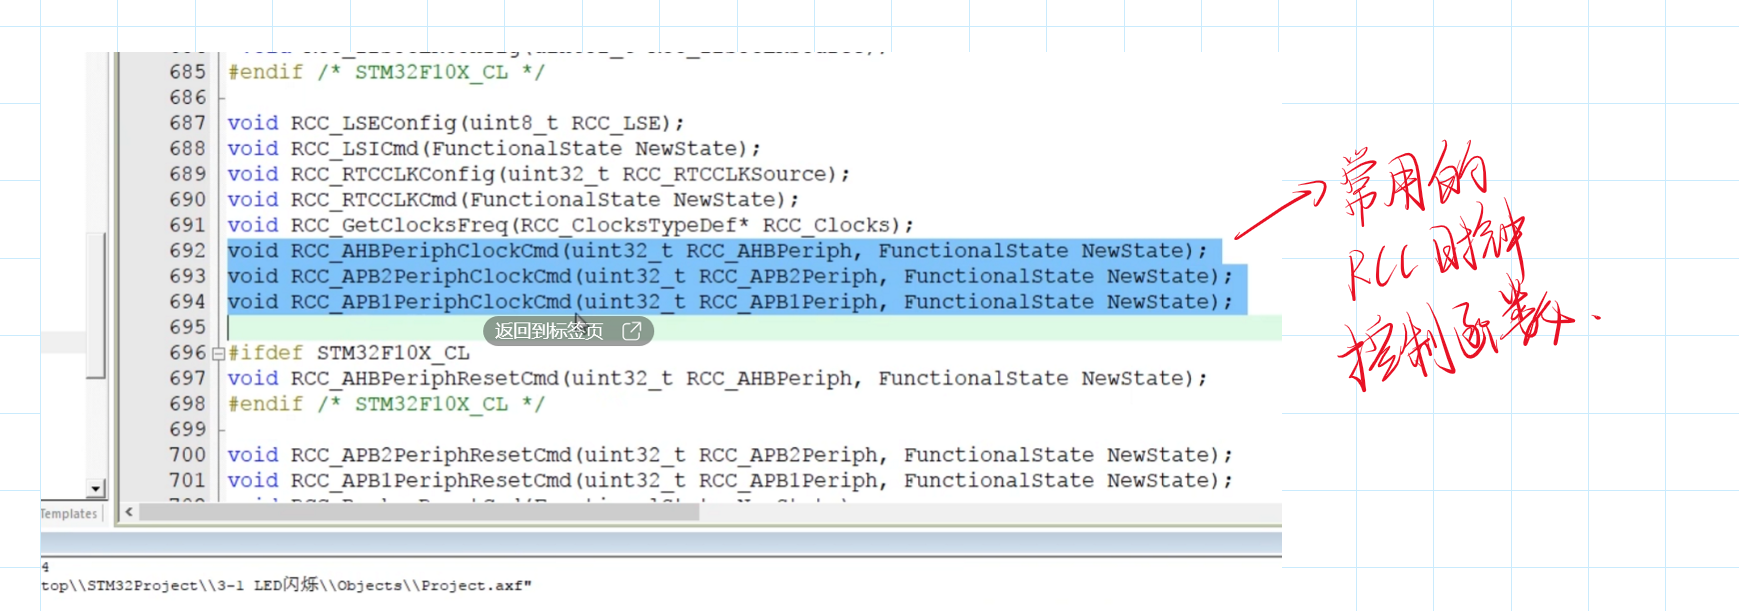 685 #endif /* STM32F10X_CL */
686
687 void RCC_LSEConfig(uint8_t RCC_LSE);
688 void RCC_LSICmd(FunctionalState NewState);
689 void RCC_RTCCLKConfig(uint32_t RCC_RTCCLKSource);
690 void RCC_RTCCLKCmd(FunctionalState NewState);
691 void RCC_GetClocksFreq(RCC_ClocksTypeDef* RCC_Clocks);
692 void RCC_AHBPeriphClockCmd(uint32_t RCC_AHBPeriph, FunctionalState NewState);
693 void RCC_APB2PeriphClockCmd(uint32_t RCC_APB2Periph, FunctionalState NewState);
694 void RCC_APB1PeriphClockCmd(uint32_t RCC_APB1Periph, FunctionalState NewState);
695
返回到标签页
696 #ifdef STM32F10X_CL
697 void RCC_AHBPeriphResetCmd(uint32_t RCC_AHBPeriph, FunctionalState NewState);
698 #endif /* STM32F10X_CL */
699
700 void RCC_APB2PeriphResetCmd(uint32_t RCC_APB2Periph, FunctionalState NewState);
701 void RCC_APB1PeriphResetCmd(uint32_t RCC_APB1Periph, FunctionalState NewState);
常用的
RCC时钟
控制函数.
Templates
4
top\\STM32Project\\3-1 LED闪烁\\Objects\\Project.axf"